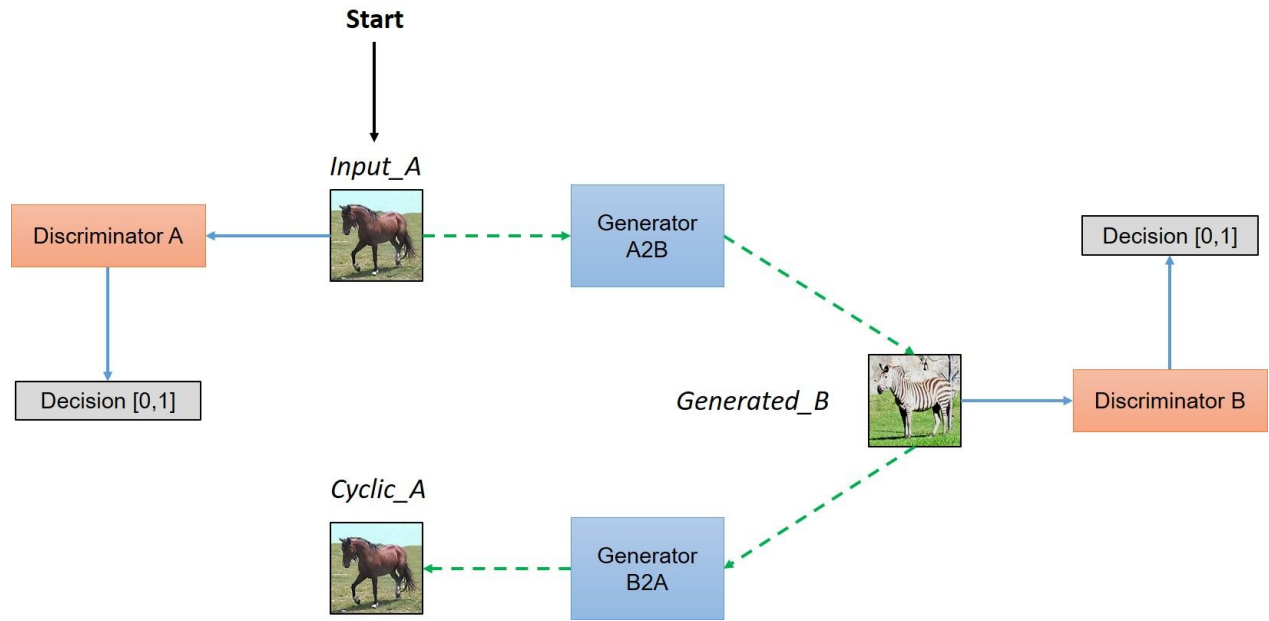 Start
Input_A
Discriminator A
Generator
A2B
Decision [0,1]
Decision [0,1]
Generated_B
Discriminator B
Cyclic_A
Generator
B2A